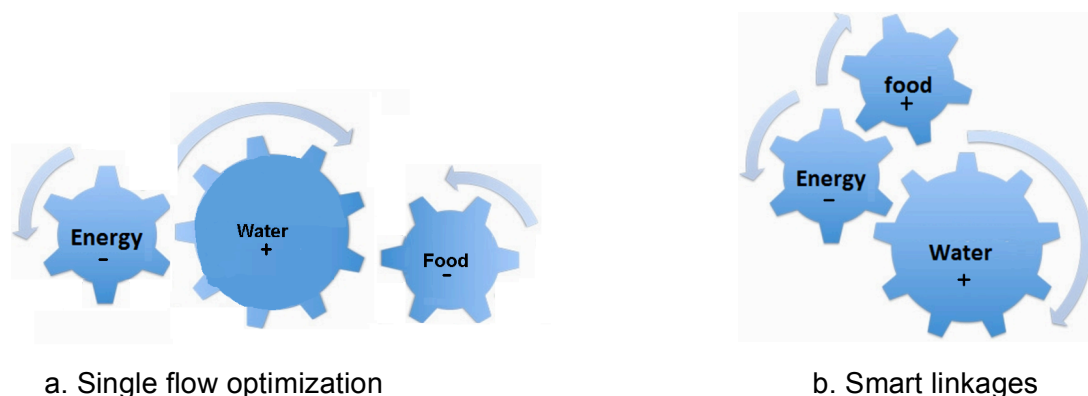 Energy
-
Water
+
Food
-
a. Single flow optimization
food
+
Energy
-
Water
+
b. Smart linkages